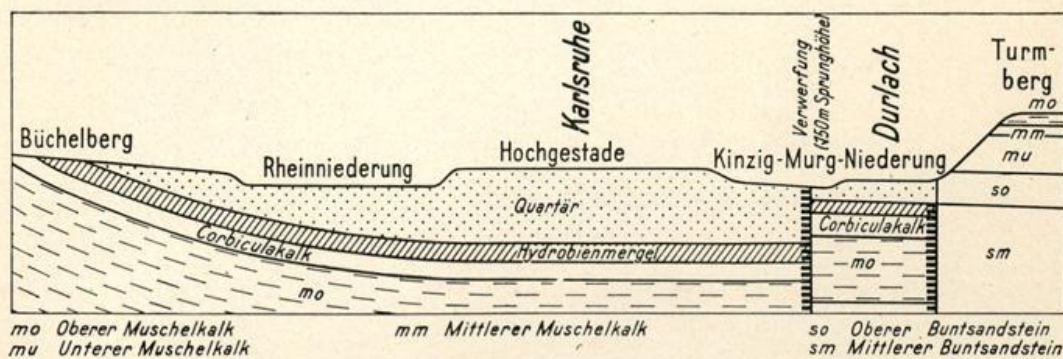 Büchelberg
Rheinniederung
Karlsruhe
Hochgestade
Verwerfung
(250m Sprunghöhe)
Durlach
Kinzig-Murg-Niederung
Turm-
berg
mo
mm
mu
so
sm
Quartär
Corbiculakalk
Hydrobienmergel
mo
Corbiculakalk
mo
mo Oberer Muschelkalk
mm Mittlerer Muschelkalk
so Oberer Buntsandstein
mu Unterer Muschelkalk
sm Mittlerer Buntsandstein